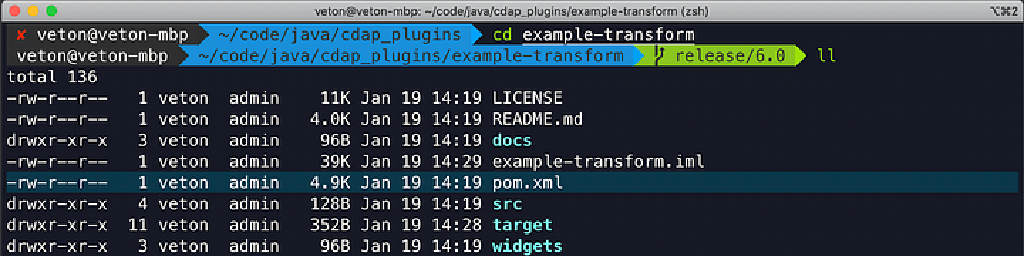 veton@veton-mbp: ~/code/java/cdap_plugins/example-transform (zsh) ⌥⌘2
✘ veton@veton-mbp ~/code/java/cdap_plugins cd example-transform
veton@veton-mbp ~/code/java/cdap_plugins/example-transform release/6.0 ll
total 136
-rw-r--r-- 1 veton admin 11K Jan 19 14:19 LICENSE
-rw-r--r-- 1 veton admin 4.0K Jan 19 14:19 README.md
drwxr-xr-x 3 veton admin 96B Jan 19 14:19 docs
-rw-r--r-- 1 veton admin 39K Jan 19 14:29 example-transform.iml
-rw-r--r-- 1 veton admin 4.9K Jan 19 14:19 pom.xml
drwxr-xr-x 4 veton admin 128B Jan 19 14:19 src
drwxr-xr-x 11 veton admin 352B Jan 19 14:28 target
drwxr-xr-x 3 veton admin 96B Jan 19 14:19 widgets